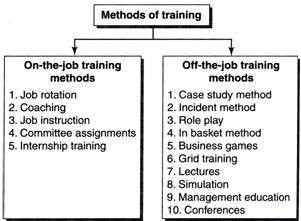 Methods of training
On-the-job training
methods
1. Job rotation
2. Coaching
3. Job instruction
4. Committee assignments
5. Internship training
Off-the-job training
methods
1. Case study method
2. Incident method
3. Role play
4. In basket method
5. Business games
6. Grid training
7. Lectures
8. Simulation
9. Management education
10. Conferences